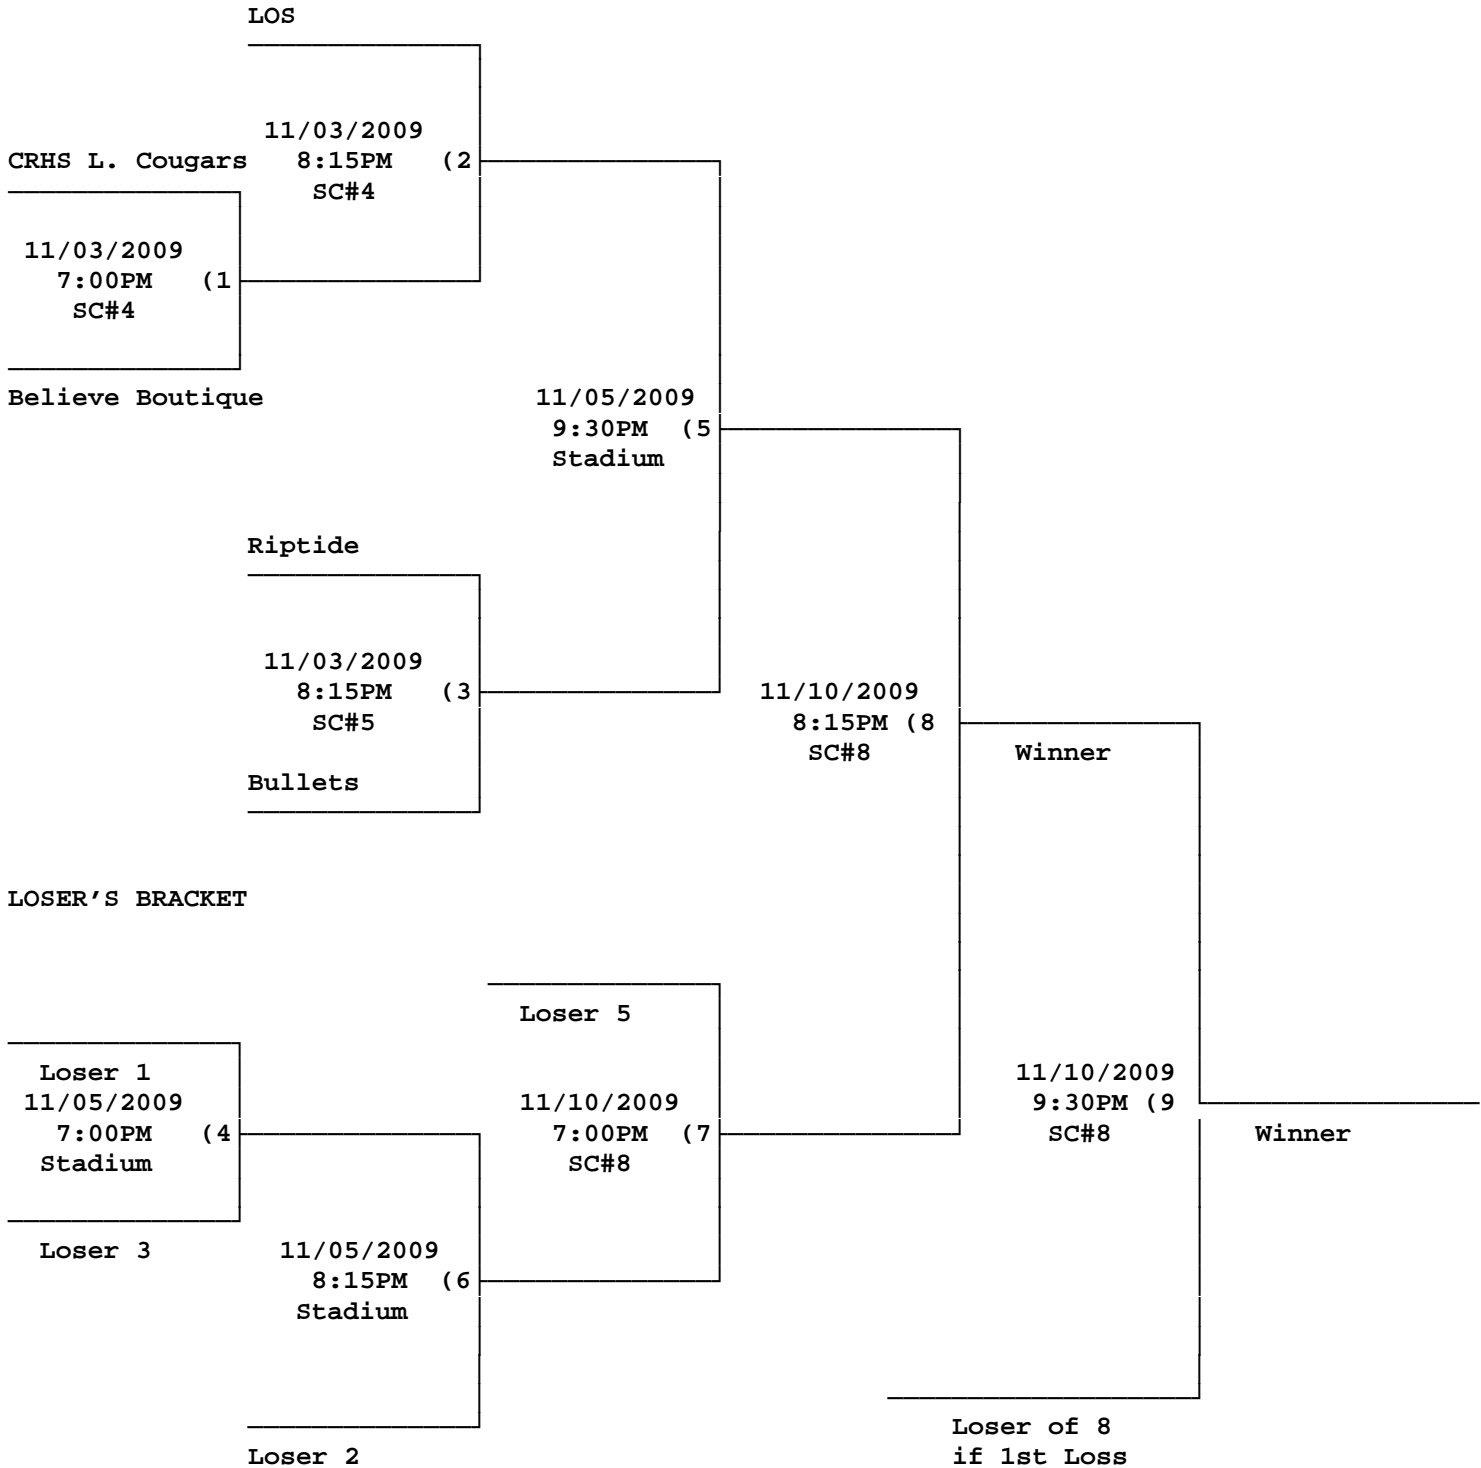 LOS
11/03/2009
CRHS L. Cougars 8:15PM (2
SC#4
11/03/2009
7:00PM (1
SC#4
Believe Boutique 11/05/2009
9:30PM (5
Stadium
Riptide
11/03/2009
8:15PM (3 11/10/2009
SC#5 8:15PM (8
SC#8 Winner
Bullets
LOSER'S BRACKET
Loser 5
Loser 1 11/10/2009
11/05/2009 11/10/2009 9:30PM (9
7:00PM (4 7:00PM (7 SC#8 Winner
Stadium SC#8
Loser 3 11/05/2009
8:15PM (6
Stadium
Loser of 8
Loser 2 if 1st Loss